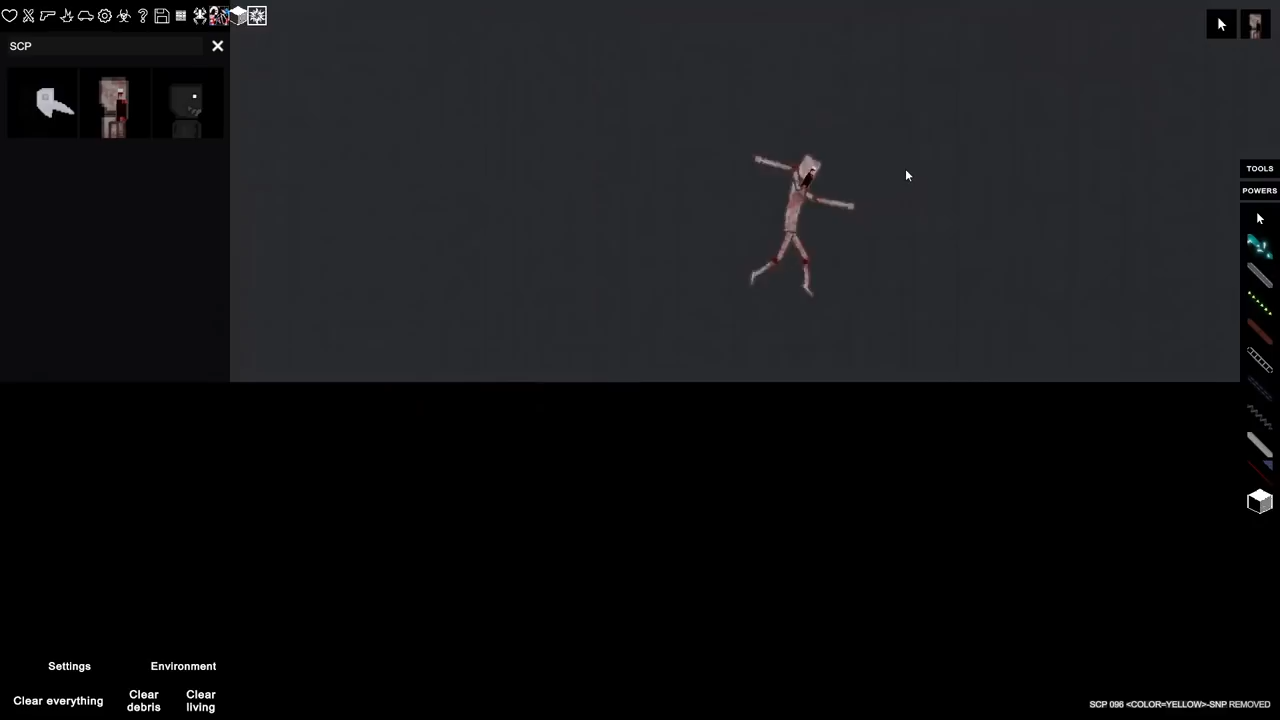 SCP
TOOLS
POWERS
Settings
Environment
Clear everything
Clear debris
Clear living
SCP 096 <COLOR=YELLOW>-SNP REMOVED